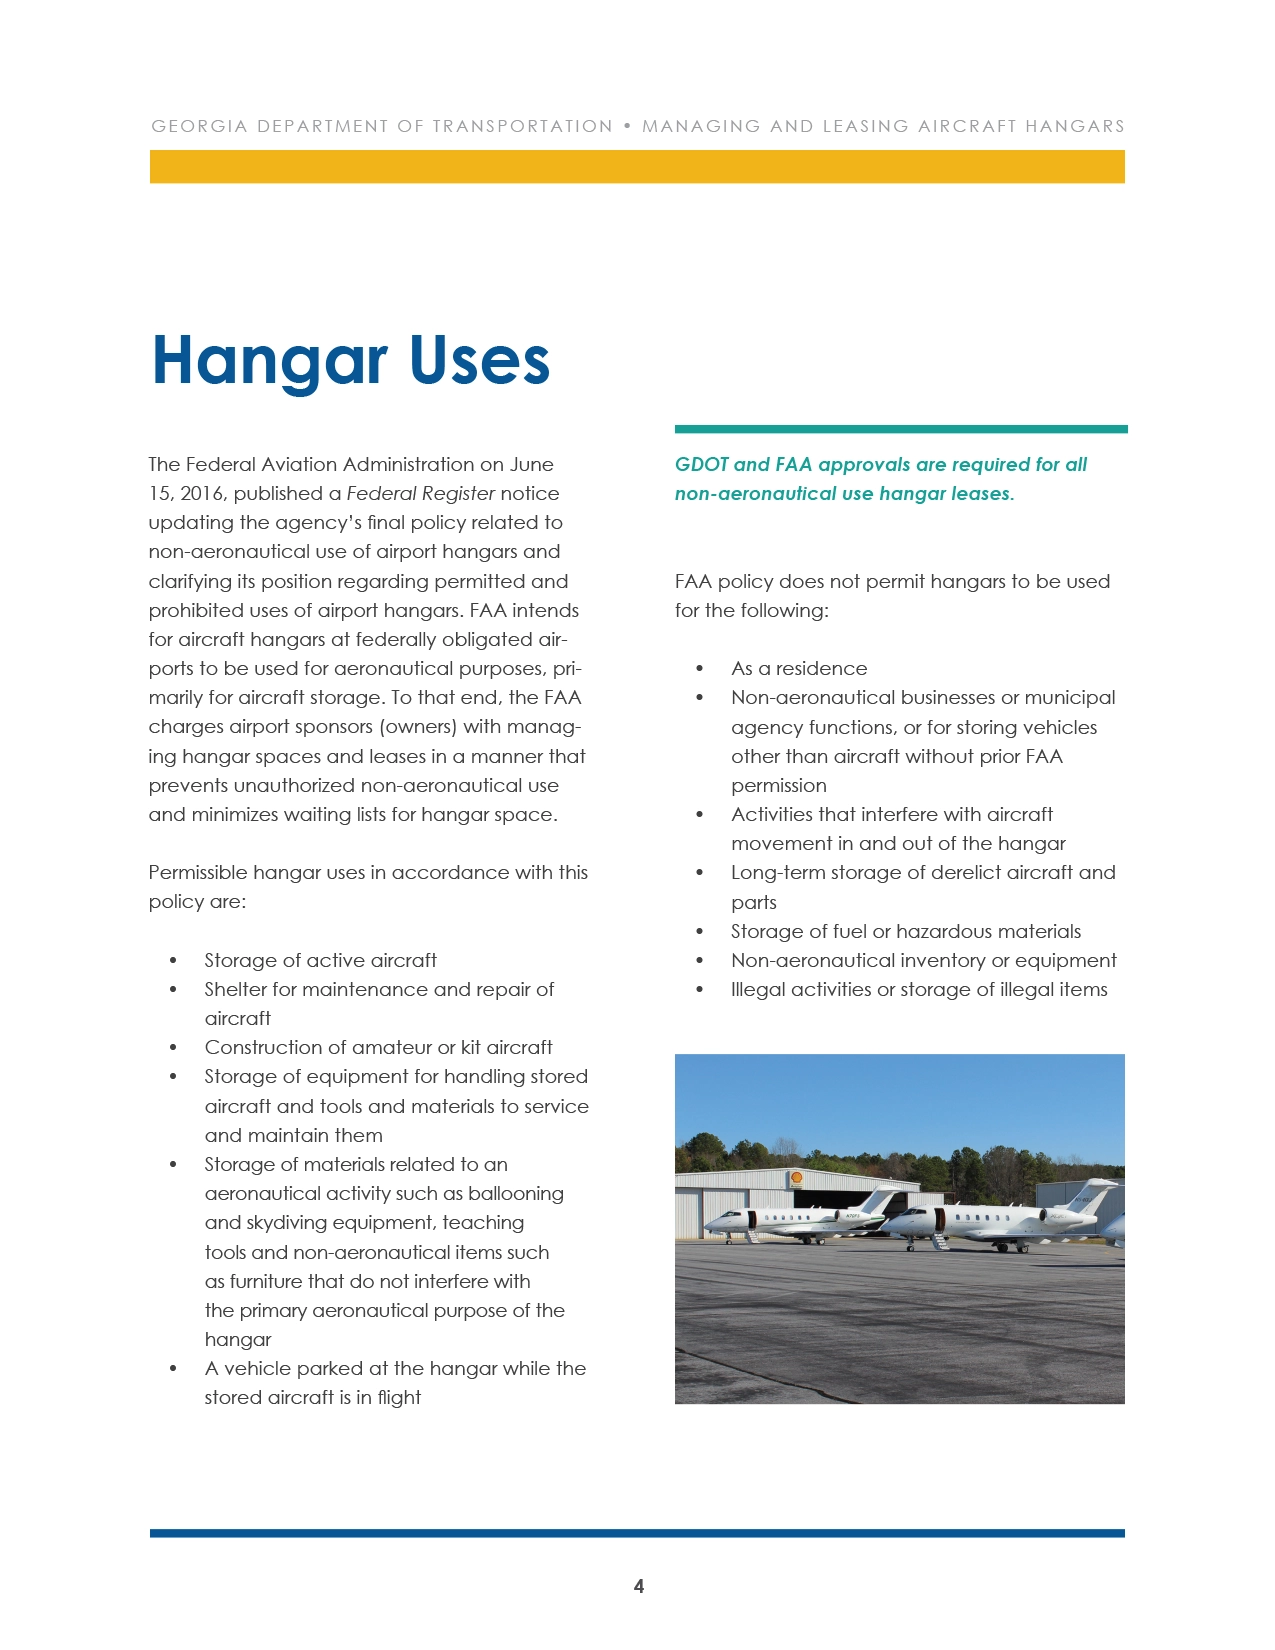 GEORGIA DEPARTMENT OF TRANSPORTATION • MANAGING AND LEASING AIRCRAFT HANGARS
Hangar Uses
The Federal Aviation Administration on June
15, 2016, published a Federal Register notice
updating the agency’s final policy related to
non-aeronautical use of airport hangars and
clarifying its position regarding permitted and
prohibited uses of airport hangars. FAA intends
for aircraft hangars at federally obligated air-
ports to be used for aeronautical purposes, pri-
marily for aircraft storage. To that end, the FAA
charges airport sponsors (owners) with manag-
ing hangar spaces and leases in a manner that
prevents unauthorized non-aeronautical use
and minimizes waiting lists for hangar space.
Permissible hangar uses in accordance with this
policy are:
• Storage of active aircraft
• Shelter for maintenance and repair of
aircraft
• Construction of amateur or kit aircraft
• Storage of equipment for handling stored
aircraft and tools and materials to service
and maintain them
• Storage of materials related to an
aeronautical activity such as ballooning
and skydiving equipment, teaching
tools and non-aeronautical items such
as furniture that do not interfere with
the primary aeronautical purpose of the
hangar
• A vehicle parked at the hangar while the
stored aircraft is in flight
GDOT and FAA approvals are required for all
non-aeronautical use hangar leases.
FAA policy does not permit hangars to be used
for the following:
• As a residence
• Non-aeronautical businesses or municipal
agency functions, or for storing vehicles
other than aircraft without prior FAA
permission
• Activities that interfere with aircraft
movement in and out of the hangar
• Long-term storage of derelict aircraft and
parts
• Storage of fuel or hazardous materials
• Non-aeronautical inventory or equipment
• Illegal activities or storage of illegal items
4